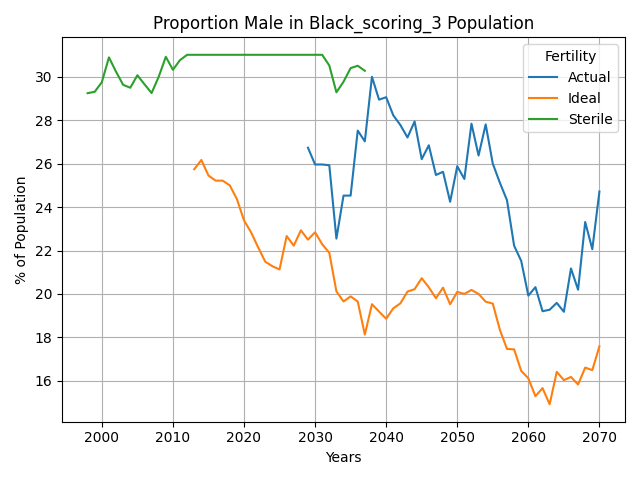 Proportion Male in Black_scoring_3 Population
Fertility
Actual
Ideal
Sterile
% of Population
30
28
26
24
22
20
18
16
2000 2010 2020 2030 2040 2050 2060 2070
Years